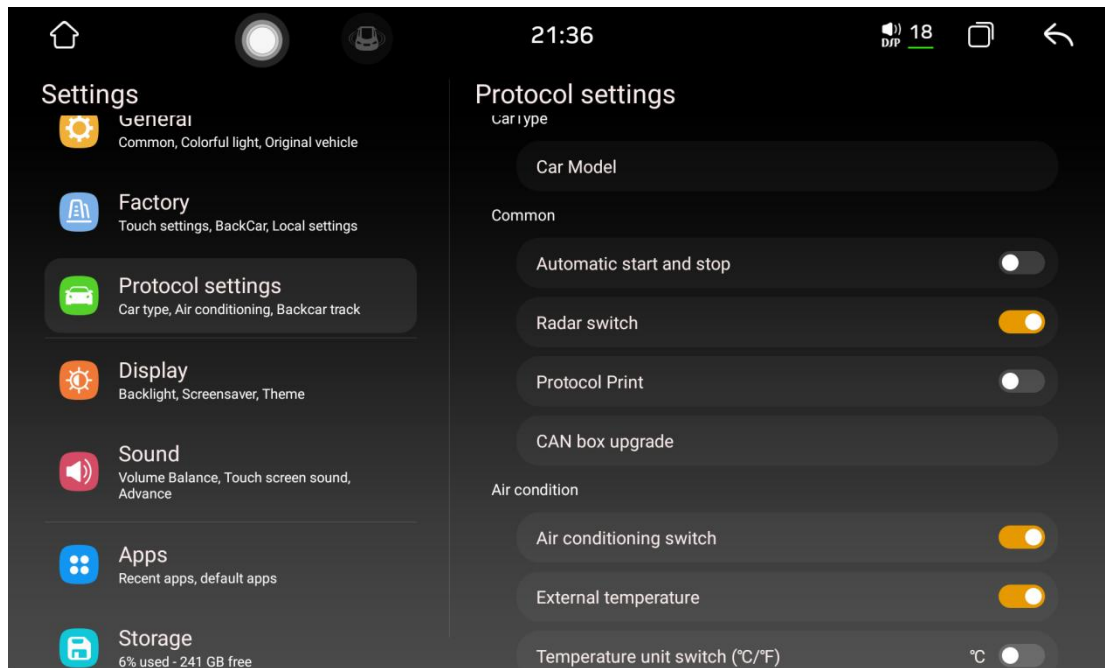 21:36
DSP 18
Settings
General
Common, Colorful light, Original vehicle
Factory
Touch settings, BackCar, Local settings
Protocol settings
Car type, Air conditioning, Backcar track
Display
Backlight, Screensaver, Theme
Sound
Volume Balance, Touch screen sound,
Advance
Apps
Recent apps, default apps
Storage
6% used - 241 GB free
Protocol settings
CarType
Car Model
Common
Automatic start and stop
Radar switch
Protocol Print
CAN box upgrade
Air condition
Air conditioning switch
External temperature
Temperature unit switch (℃/℉) ℃